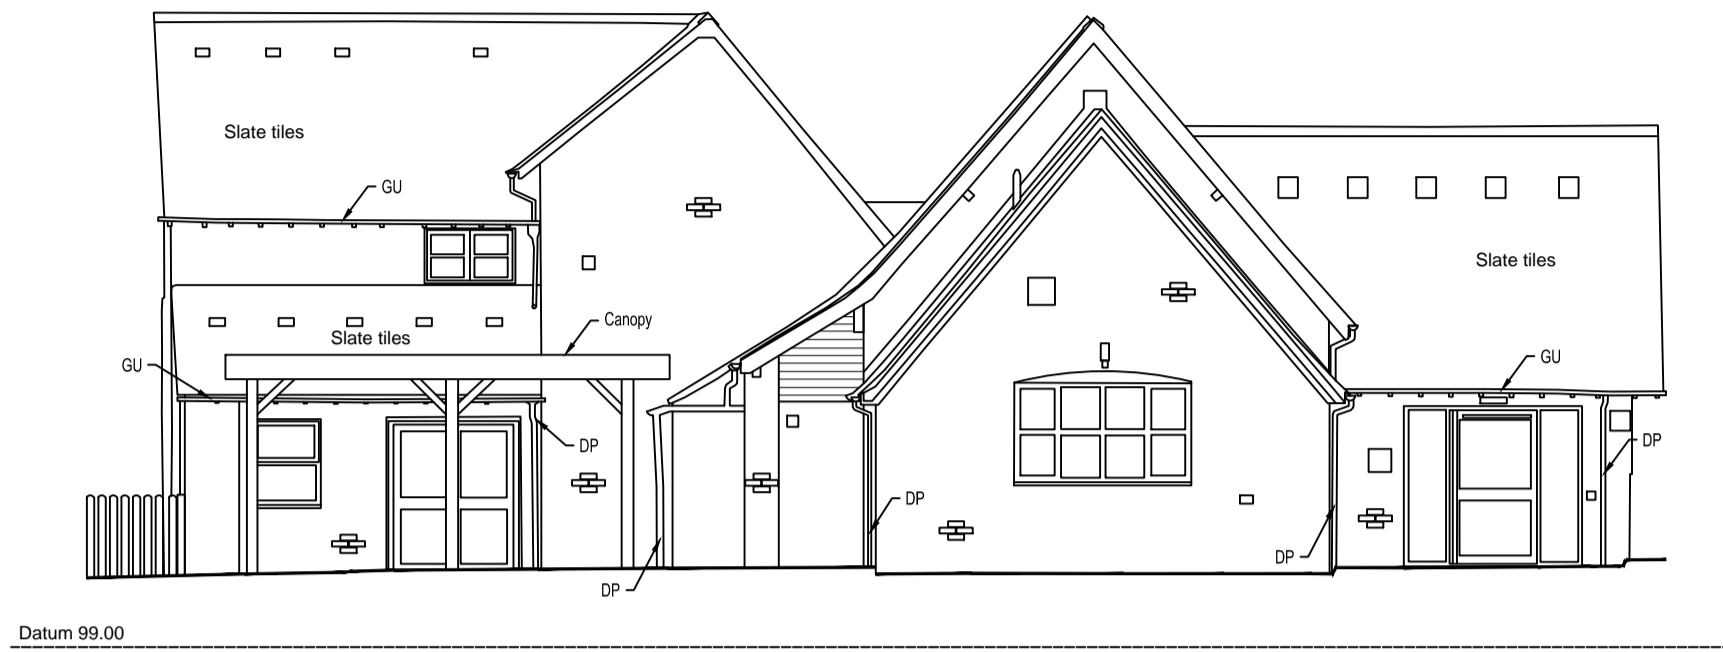 Slate tiles
GU
Slate tiles
Slate tiles
Canopy
GU
GU
DP
DP
DP
DP
DP
Datum 99.00